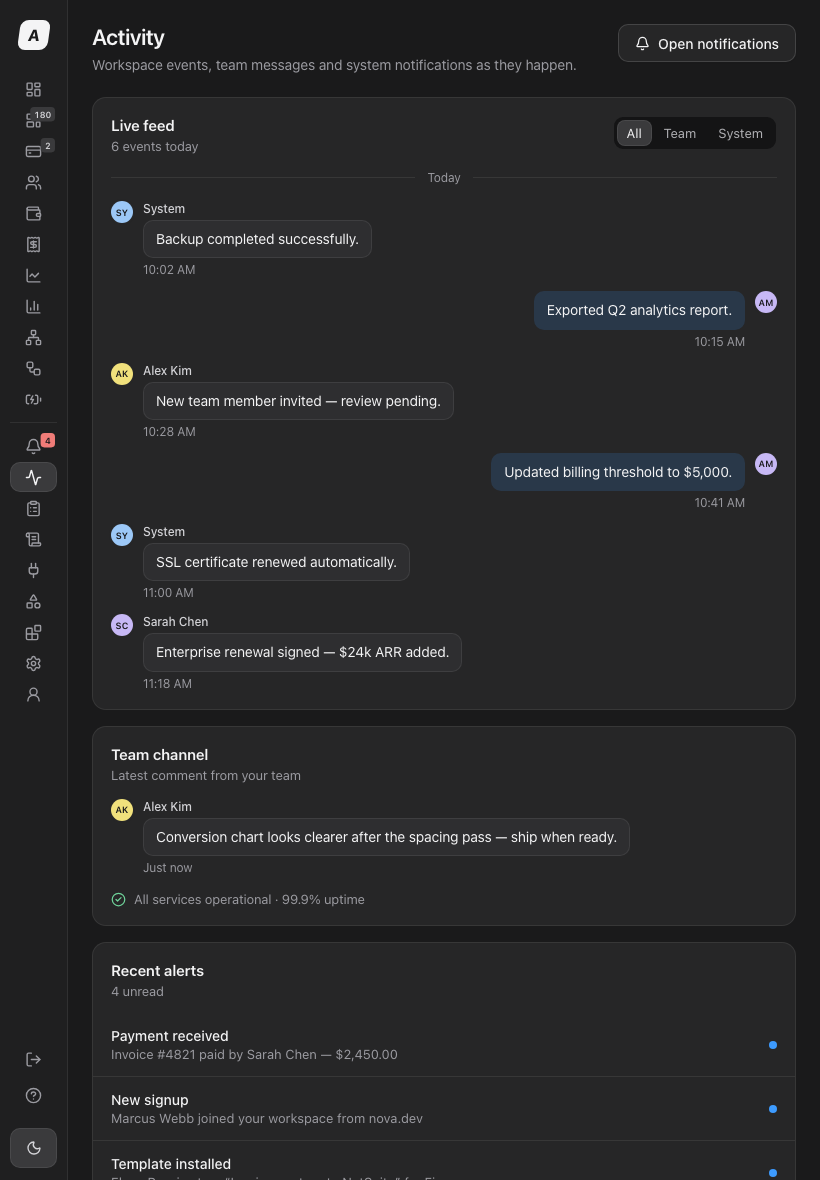 A
Activity
Open notifications
Workspace events, team messages and system notifications as they happen.
180
2
4
Live feed
6 events today
All
Team
System
Today
SY
System
Backup completed successfully.
10:02 AM
Exported Q2 analytics report.
AM
10:15 AM
AK
Alex Kim
New team member invited — review pending.
10:28 AM
Updated billing threshold to $5,000.
AM
10:41 AM
SY
System
SSL certificate renewed automatically.
11:00 AM
SC
Sarah Chen
Enterprise renewal signed — $24k ARR added.
11:18 AM
Team channel
Latest comment from your team
AK
Alex Kim
Conversion chart looks clearer after the spacing pass — ship when ready.
Just now
All services operational · 99.9% uptime
Recent alerts
4 unread
Payment received
Invoice #4821 paid by Sarah Chen — $2,450.00
New signup
Marcus Webb joined your workspace from nova.dev
Template installed